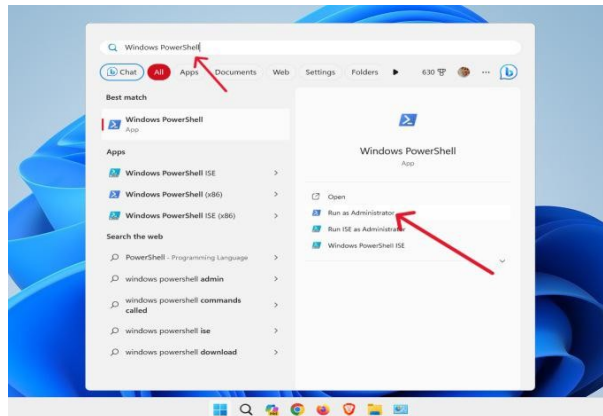 Windows PowerShell
Chat All Apps Documents Web Settings Folders 630
Best match
Windows PowerShell
App
Apps
Windows PowerShell ISE
Windows PowerShell (x86)
Windows PowerShell ISE (x86)
Search the web
PowerShell - Programming Language
windows powershell admin
windows powershell commands
called
windows powershell ise
windows powershell download
Windows PowerShell
App
Open
Run as Administrator
Run ISE as Administrator
Windows PowerShell ISE